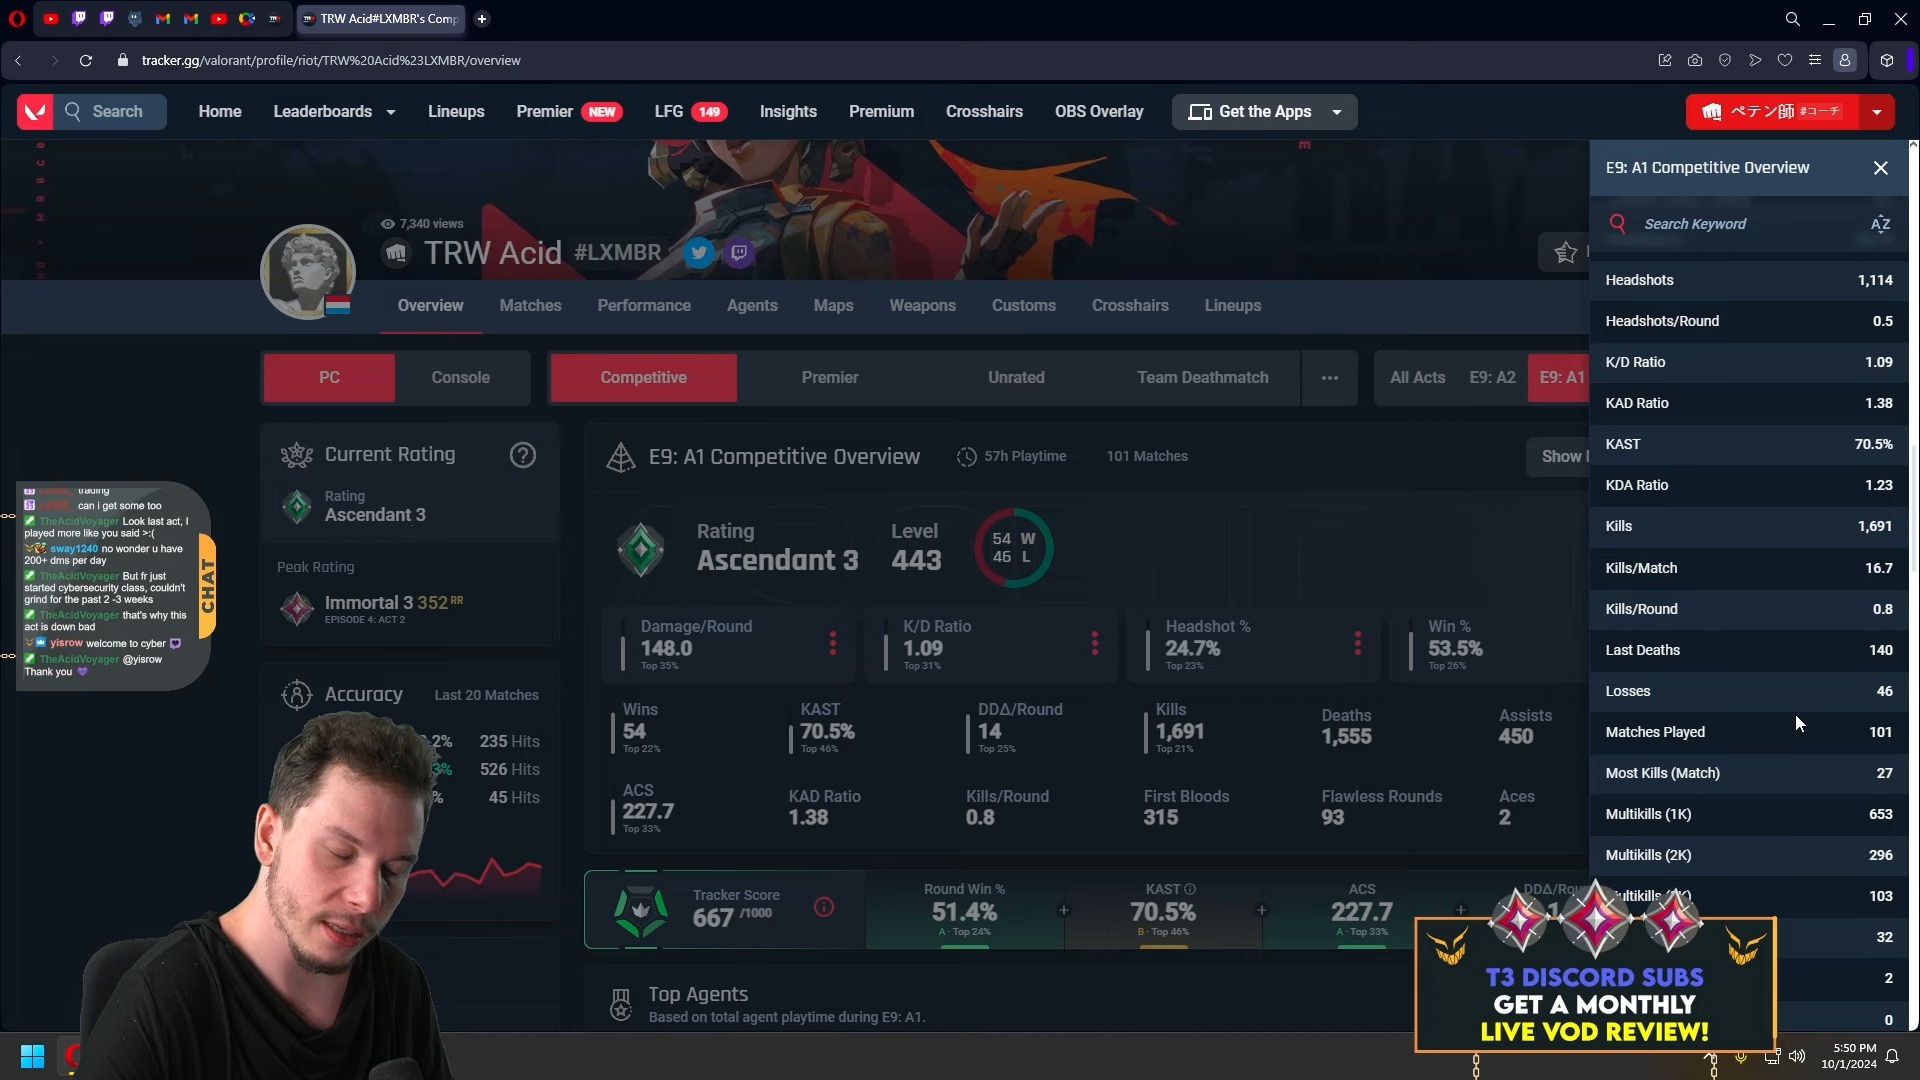 TRW Acid#LXMBR's Comp
tracker.gg/valorant/profile/riot/TRW%20Acid%23LXMBR/overview
Search
Home
Leaderboards
Lineups
Premier NEW
LFG 149
Insights
Premium
Crosshairs
OBS Overlay
Get the Apps
ペテン師 #コーチ
7,340 views
TRW Acid #LXMBR
Overview
Matches
Performance
Agents
Maps
Weapons
Customs
Crosshairs
Lineups
PC
Console
Competitive
Premier
Unrated
Team Deathmatch
All Acts
E9: A2
E9: A1
Current Rating
Rating
Ascendant 3
Peak Rating
Immortal 3 352 RR
EPISODE 4: ACT 2
Accuracy
Last 20 Matches
235 Hits
526 Hits
45 Hits
E9: A1 Competitive Overview
57h Playtime
101 Matches
Show
Rating
Ascendant 3
Level
443
54 W
46 L
Damage/Round
148.0
Top 35%
K/D Ratio
1.09
Top 31%
Headshot %
24.7%
Top 23%
Win %
53.5%
Top 26%
Wins
54
Top 22%
KAST
70.5%
Top 46%
DDΔ/Round
14
Top 25%
Kills
1,691
Top 21%
Deaths
1,555
Assists
450
ACS
227.7
Top 33%
KAD Ratio
1.38
Kills/Round
0.8
First Bloods
315
Flawless Rounds
93
Aces
2
Tracker Score
667 /1000
Round Win %
51.4%
A - Top 24%
KAST
70.5%
B - Top 46%
ACS
227.7
A - Top 33%
Top Agents
Based on total agent playtime during E9: A1.
E9: A1 Competitive Overview
Search Keyword
Headshots 1,114
Headshots/Round 0.5
K/D Ratio 1.09
KAD Ratio 1.38
KAST 70.5%
KDA Ratio 1.23
Kills 1,691
Kills/Match 16.7
Kills/Round 0.8
Last Deaths 140
Losses 46
Matches Played 101
Most Kills (Match) 27
Multikills (1K) 653
Multikills (2K) 296
103
32
2
0
trading
can i get some too
TheAcidVoyager Look last act, I
played more like you said >:(
sway1240 no wonder u have
200+ dms per day
TheAcidVoyager But fr just
started cybersecurity class, couldn't
grind for the past 2 -3 weeks
TheAcidVoyager that's why this
act is down bad
yisrow welcome to cyber
TheAcidVoyager @yisrow
Thank you
CHAT
T3 DISCORD SUBS
GET A MONTHLY
LIVE VOD REVIEW!
5:50 PM
10/1/2024